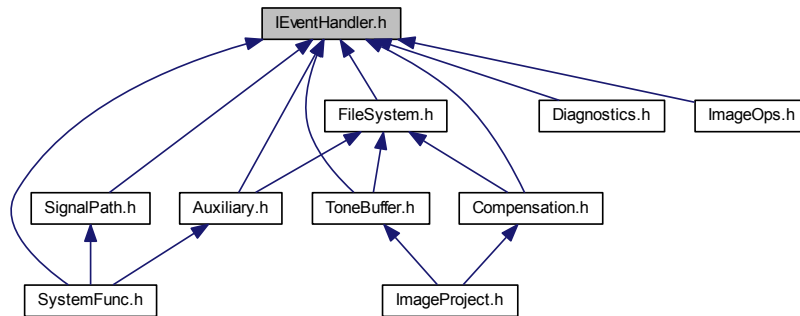 IEventHandler.h
FileSystem.h
Diagnostics.h
ImageOps.h
SignalPath.h
Auxiliary.h
ToneBuffer.h
Compensation.h
SystemFunc.h
ImageProject.h